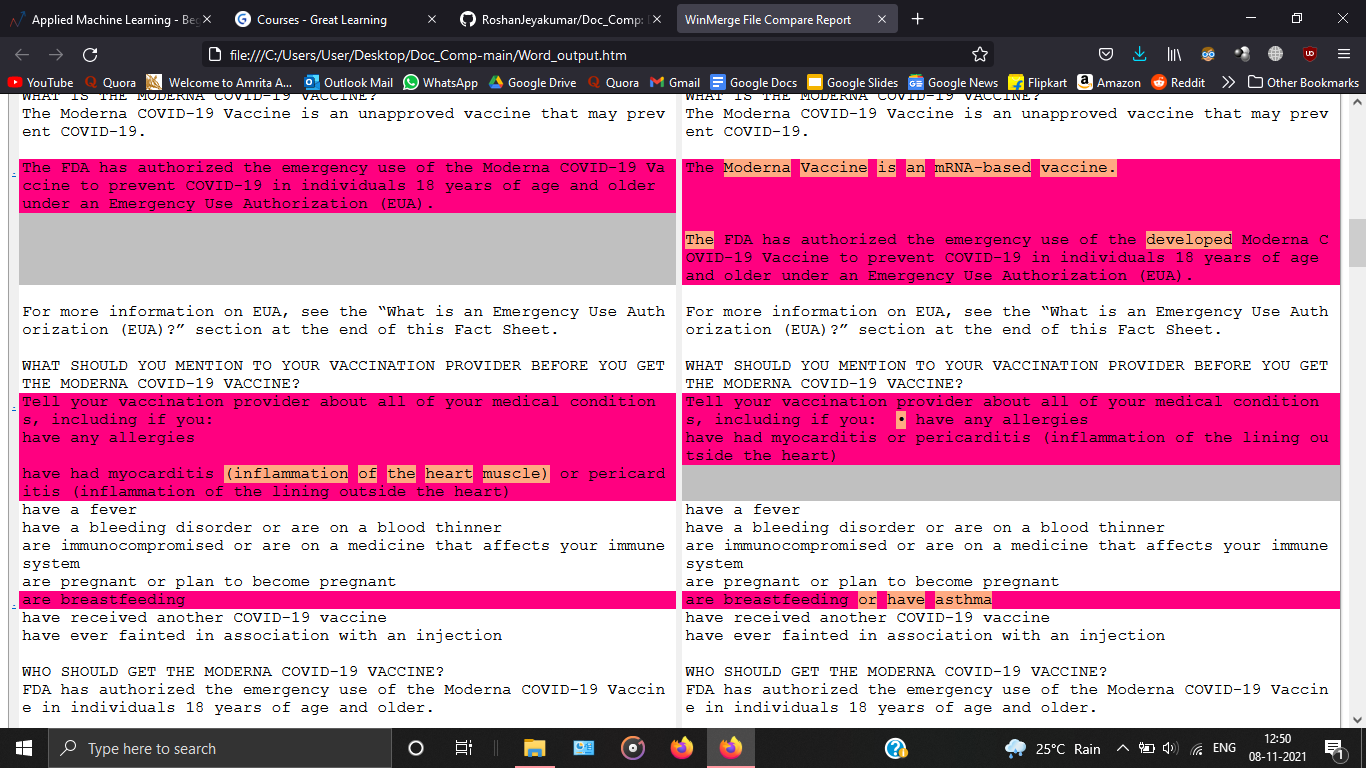 Applied Machine Learning - Be
Courses - Great Learning
RoshanJeyakumar/Doc_Comp:
WinMerge File Compare Report
file:///C:/Users/User/Desktop/Doc_Comp-main/Word_output.htm
YouTube
Quora
Welcome to Amrita A...
Outlook Mail
WhatsApp
Google Drive
Quora
Gmail
Google Docs
Google Slides
Google News
Flipkart
Amazon
Reddit
Other Bookmarks
WHAT IS THE MODERNA COVID-19 VACCINE?
The Moderna COVID-19 Vaccine is an unapproved vaccine that may prev
ent COVID-19.
The FDA has authorized the emergency use of the Moderna COVID-19 Va
ccine to prevent COVID-19 in individuals 18 years of age and older
under an Emergency Use Authorization (EUA).
For more information on EUA, see the “What is an Emergency Use Auth
orization (EUA)?” section at the end of this Fact Sheet.
WHAT SHOULD YOU MENTION TO YOUR VACCINATION PROVIDER BEFORE YOU GET
THE MODERNA COVID-19 VACCINE?
Tell your vaccination provider about all of your medical condition
s, including if you:
have any allergies
have had myocarditis (inflammation of the heart muscle) or pericard
itis (inflammation of the lining outside the heart)
have a fever
have a bleeding disorder or are on a blood thinner
are immunocompromised or are on a medicine that affects your immune
system
are pregnant or plan to become pregnant
are breastfeeding
have received another COVID-19 vaccine
have ever fainted in association with an injection
WHO SHOULD GET THE MODERNA COVID-19 VACCINE?
FDA has authorized the emergency use of the Moderna COVID-19 Vaccin
e in individuals 18 years of age and older.
WHAT IS THE MODERNA COVID-19 VACCINE?
The Moderna COVID-19 Vaccine is an unapproved vaccine that may prev
ent COVID-19.
The Moderna Vaccine is an mRNA-based vaccine.
The FDA has authorized the emergency use of the developed Moderna C
OVID-19 Vaccine to prevent COVID-19 in individuals 18 years of age
and older under an Emergency Use Authorization (EUA).
For more information on EUA, see the “What is an Emergency Use Auth
orization (EUA)?” section at the end of this Fact Sheet.
WHAT SHOULD YOU MENTION TO YOUR VACCINATION PROVIDER BEFORE YOU GET
THE MODERNA COVID-19 VACCINE?
Tell your vaccination provider about all of your medical condition
s, including if you: • have any allergies
have had myocarditis or pericarditis (inflammation of the lining ou
tside the heart)
have a fever
have a bleeding disorder or are on a blood thinner
are immunocompromised or are on a medicine that affects your immune
system
are pregnant or plan to become pregnant
are breastfeeding or have asthma
have received another COVID-19 vaccine
have ever fainted in association with an injection
WHO SHOULD GET THE MODERNA COVID-19 VACCINE?
FDA has authorized the emergency use of the Moderna COVID-19 Vaccin
e in individuals 18 years of age and older.
Type here to search
25°C Rain
ENG
12:50
08-11-2021
1